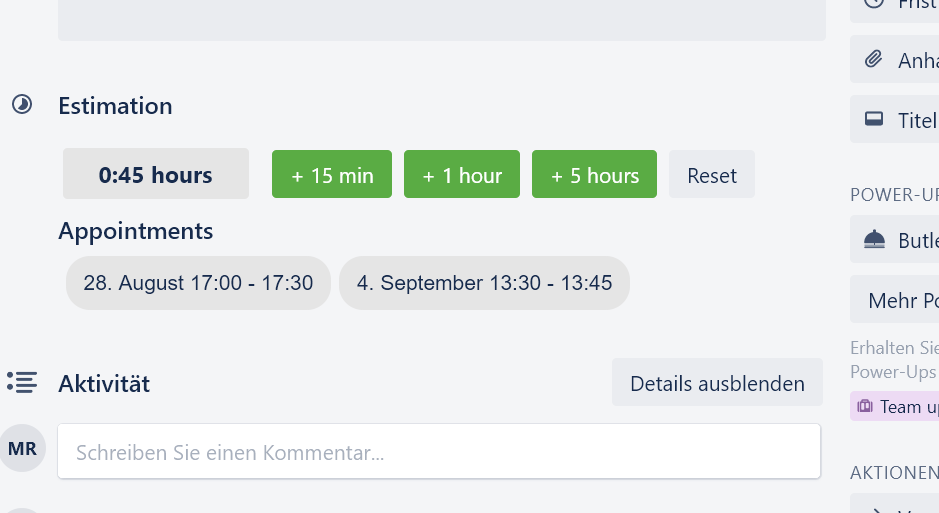 Estimation
0:45 hours + 15 min + 1 hour + 5 hours Reset
Appointments
28. August 17:00 - 17:30 4. September 13:30 - 13:45
Aktivität Details ausblenden
MR Schreiben Sie einen Kommentar...
Frist
Anha
Titel
POWER-UP
Butle
Mehr Po
Erhalten Sie
Power-Ups
Team up
AKTIONEN